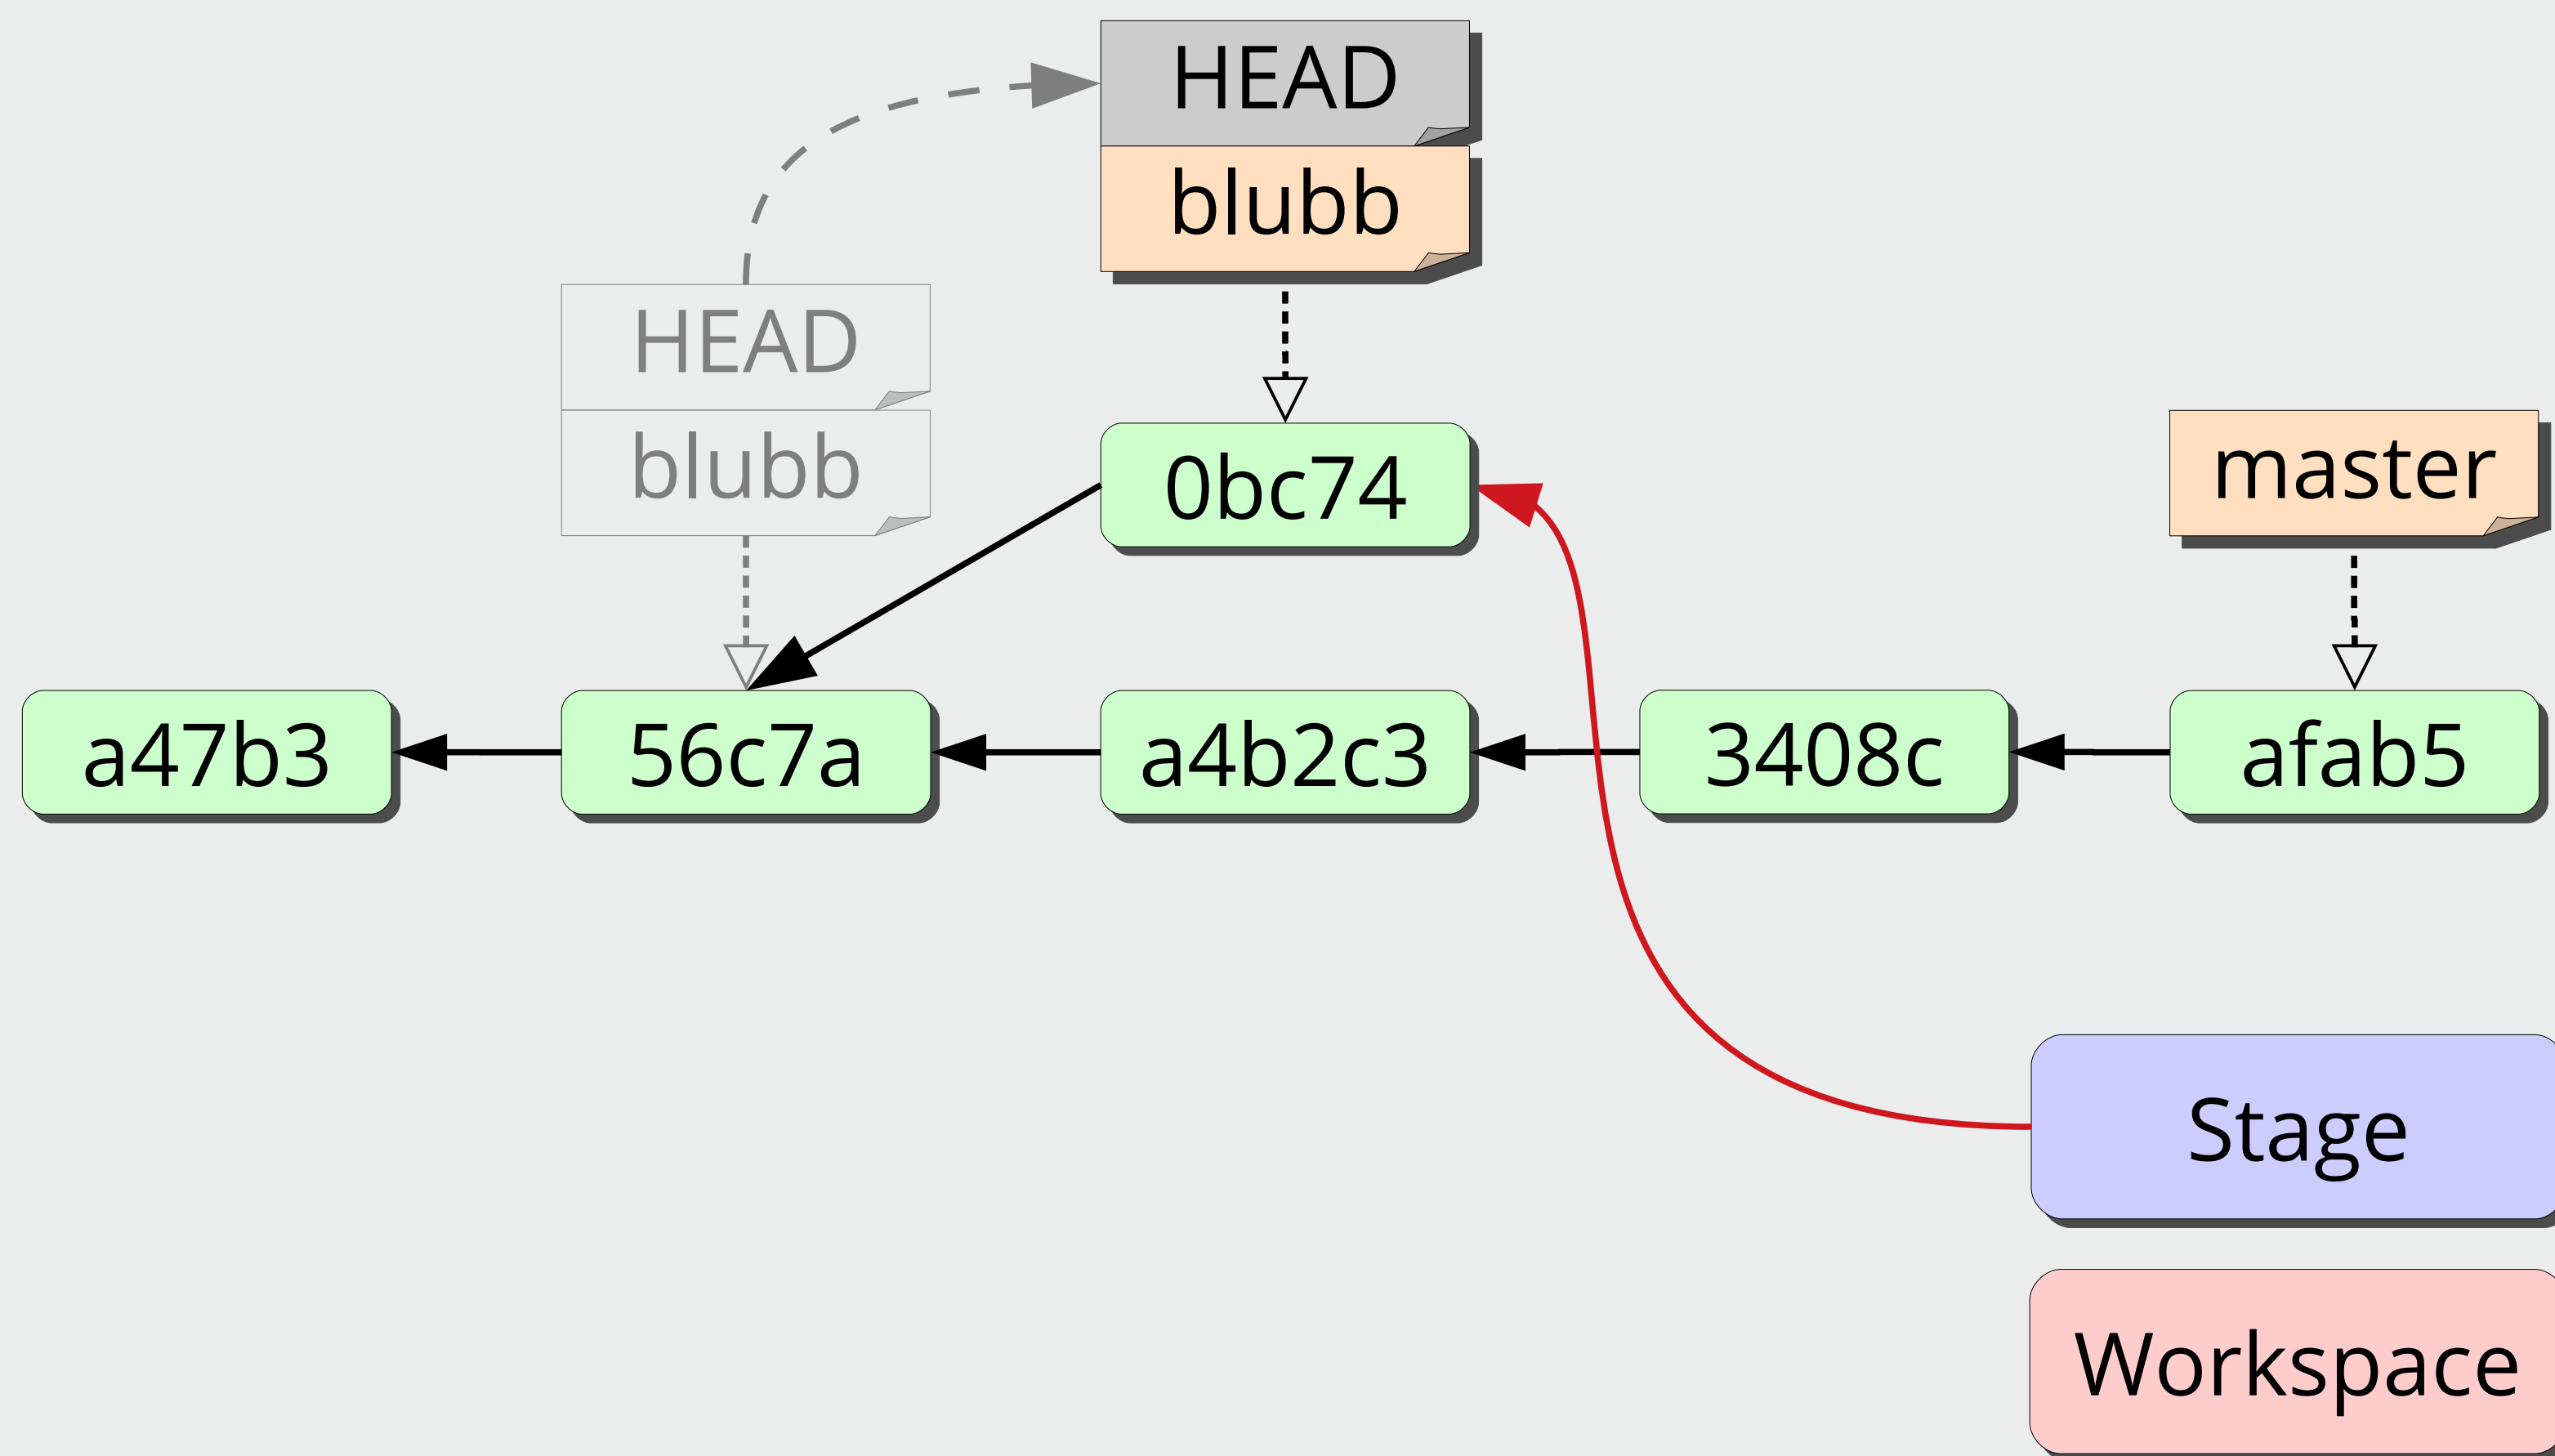 HEAD
blubb
HEAD
blubb
0bc74
master
a47b3
56c7a
a4b2c3
3408c
afab5
Stage
Workspace